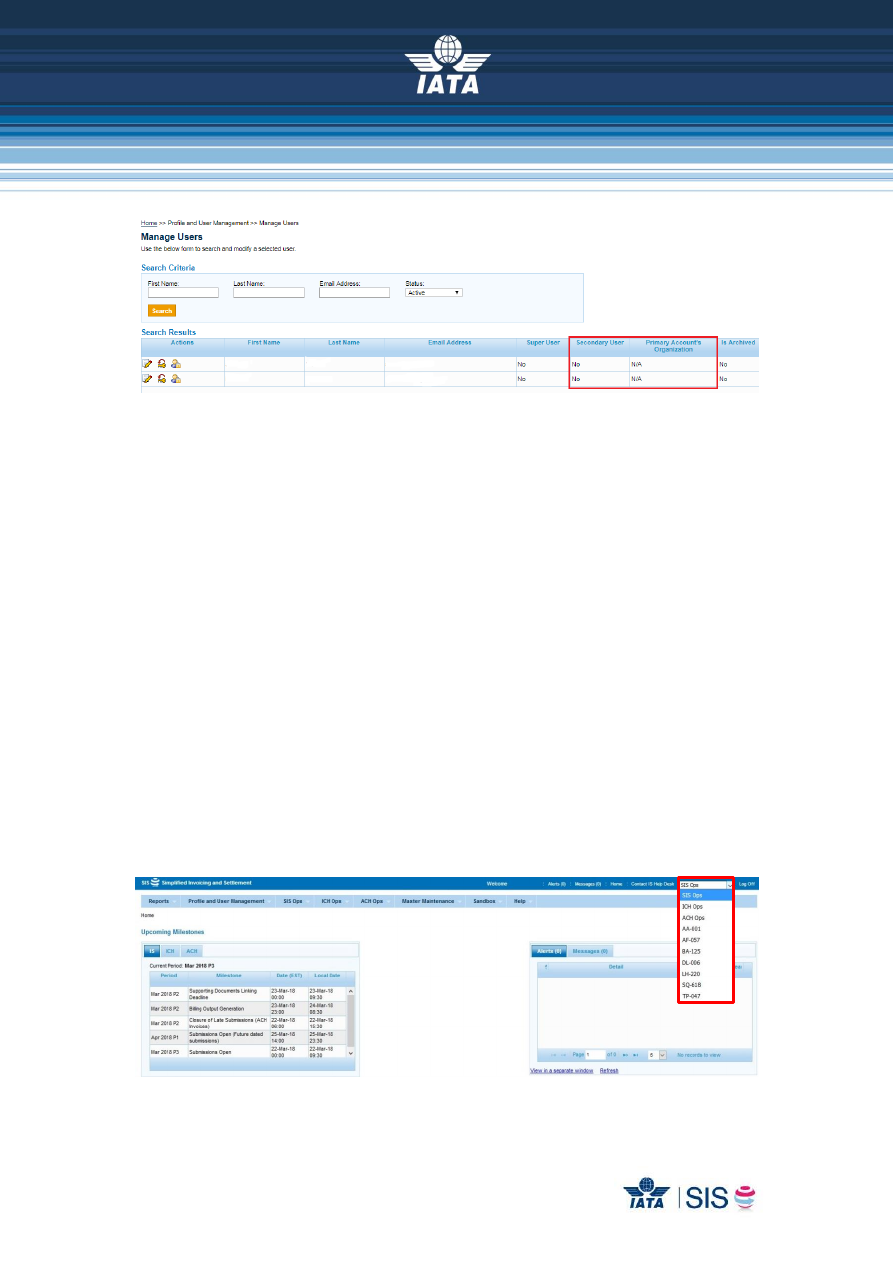 IATA
Home >> Profile and User Management >> Manage Users
Manage Users
Use the below form to search and modify a selected user.
Search Criteria
First Name: Last Name: Email Address: Status:
Active
Search
Search Results
Actions First Name Last Name Email Address Super User Secondary User Primary Account's Organization Is Archived
No No N/A No
No No N/A No
SIS Simplified Invoicing and Settlement Welcome Alerts (0) Messages (0) Home Contact IS Help Desk SIS Ops Log Off
Reports Profile and User Management SIS Ops ICH Ops ACH Ops Master Maintenance Sandbox Help
SIS Ops
ICH Ops
ACH Ops
AA-001
AF-057
BA-125
DL-006
LH-220
SQ-618
TP-047
Home
Upcoming Milestones
IS ICH ACH
Current Period: Mar 2018 P3
Period Milestone Date (EST) Local Date
Mar 2018 P2 Supporting Documents Linking Deadline 23-Mar-18 00:00 23-Mar-18 09:30
Mar 2018 P2 Billing Output Generation 23-Mar-18 23:00 24-Mar-18 08:30
Mar 2018 P2 Closure of Late Submissions (ACH Invoices) 22-Mar-18 06:00 22-Mar-18 15:30
Apr 2018 P1 Submissions Open (Future dated submissions) 25-Mar-18 14:00 25-Mar-18 23:30
Mar 2018 P3 Submissions Open 22-Mar-18 00:00 22-Mar-18 09:30
Alerts (0) Messages (0)
Detail
Page 1 of 0 5 No records to view
View in a separate window Refresh
IATA SIS